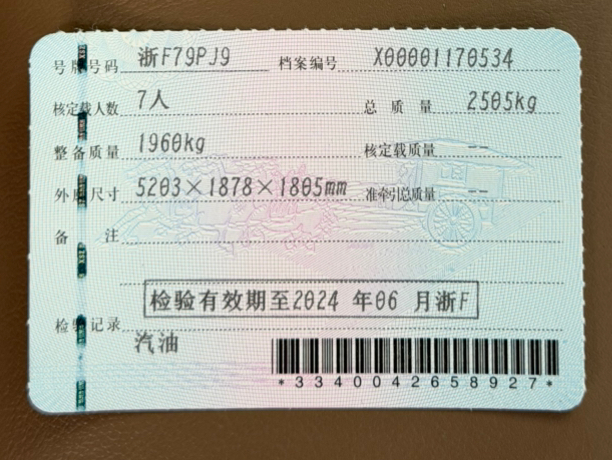 号牌号码 浙F79PJ9 档案编号 X00001170534
核定载人数 7人 总质量 2505kg
整备质量 1960kg 核定载质量 --
外廓尺寸 5203×1878×1805mm 准牵引总质量 --
备注
检验记录 检验有效期至2024 年06 月浙F
汽油
*3340042658927*